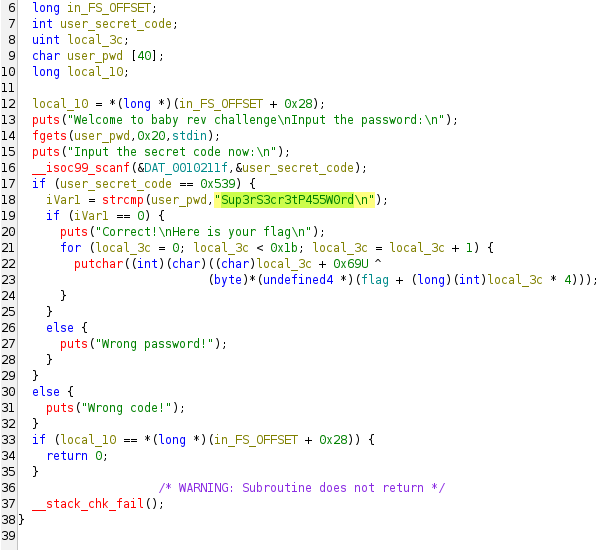 6 long in_FS_OFFSET;
7 int user_secret_code;
8 uint local_3c;
9 char user_pwd [40];
10 long local_10;
11
12 local_10 = *(long *)(in_FS_OFFSET + 0x28);
13 puts("Welcome to baby rev challenge\nInput the password:\n");
14 fgets(user_pwd,0x20,stdin);
15 puts("Input the secret code now:\n");
16 __isoc99_scanf(&DAT_0010211f,&user_secret_code);
17 if (user_secret_code == 0x539) {
18 iVar1 = strcmp(user_pwd,"Sup3rS3cr3tP455W0rd\n");
19 if (iVar1 == 0) {
20 puts("Correct!\nHere is your flag\n");
21 for (local_3c = 0; local_3c < 0x1b; local_3c = local_3c + 1) {
22 putchar((int)(char)((char)local_3c + 0x69U ^
23 (byte)*(undefined4 *)(flag + (long)(int)local_3c * 4)));
24 }
25 }
26 else {
27 puts("Wrong password!");
28 }
29 }
30 else {
31 puts("Wrong code!");
32 }
33 if (local_10 == *(long *)(in_FS_OFFSET + 0x28)) {
34 return 0;
35 }
36 /* WARNING: Subroutine does not return */
37 __stack_chk_fail();
38 }
39